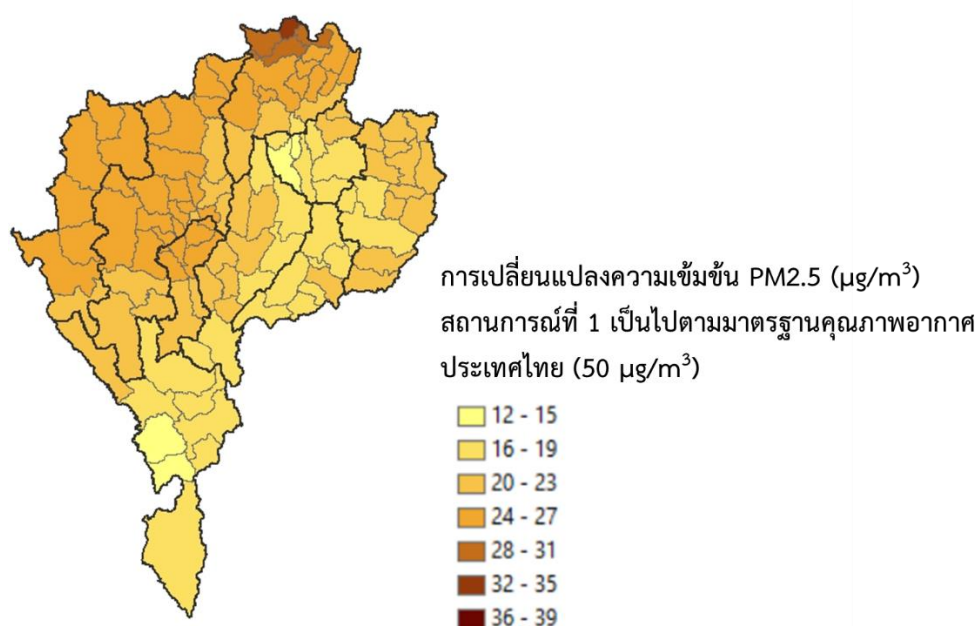 การเปลี่ยนแปลงความเข้มข้น PM2.5 (µg/m³)
สถานการณ์ที่ 1 เป็นไปตามมาตรฐานคุณภาพอากาศ
ประเทศไทย (50 µg/m³)
12 - 15
16 - 19
20 - 23
24 - 27
28 - 31
32 - 35
36 - 39